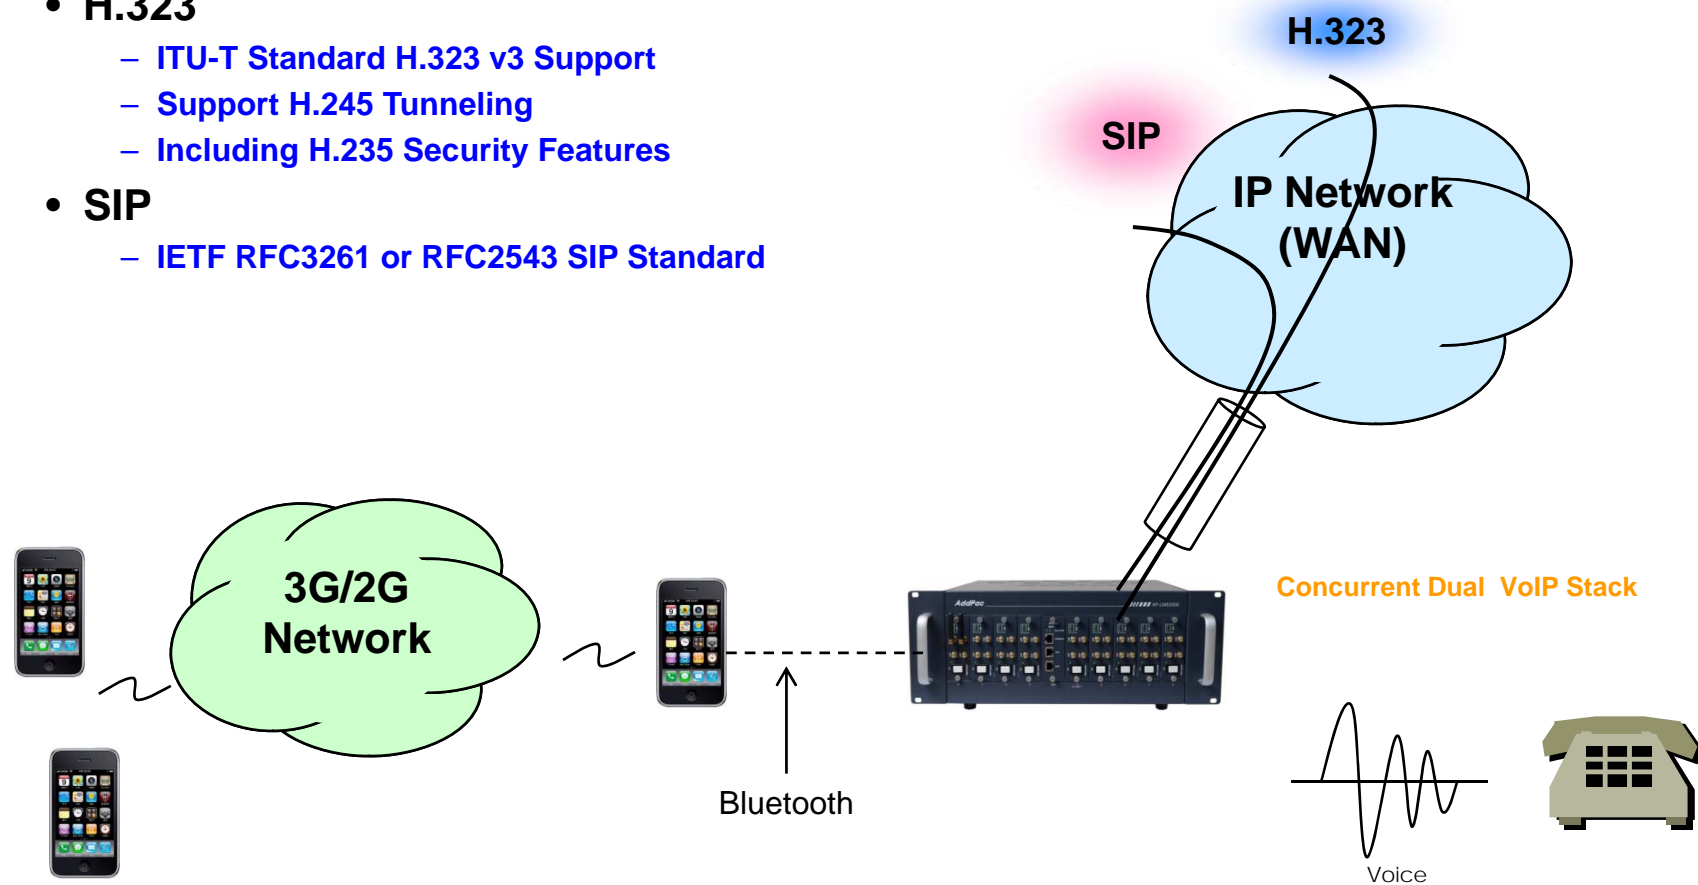 • H.323
– ITU-T Standard H.323 v3 Support
– Support H.245 Tunneling
– Including H.235 Security Features
• SIP
– IETF RFC3261 or RFC2543 SIP Standard
H.323
SIP
IP Network
(WAN)
3G/2G
Network
AddPac
Concurrent Dual VoIP Stack
Bluetooth
Voice